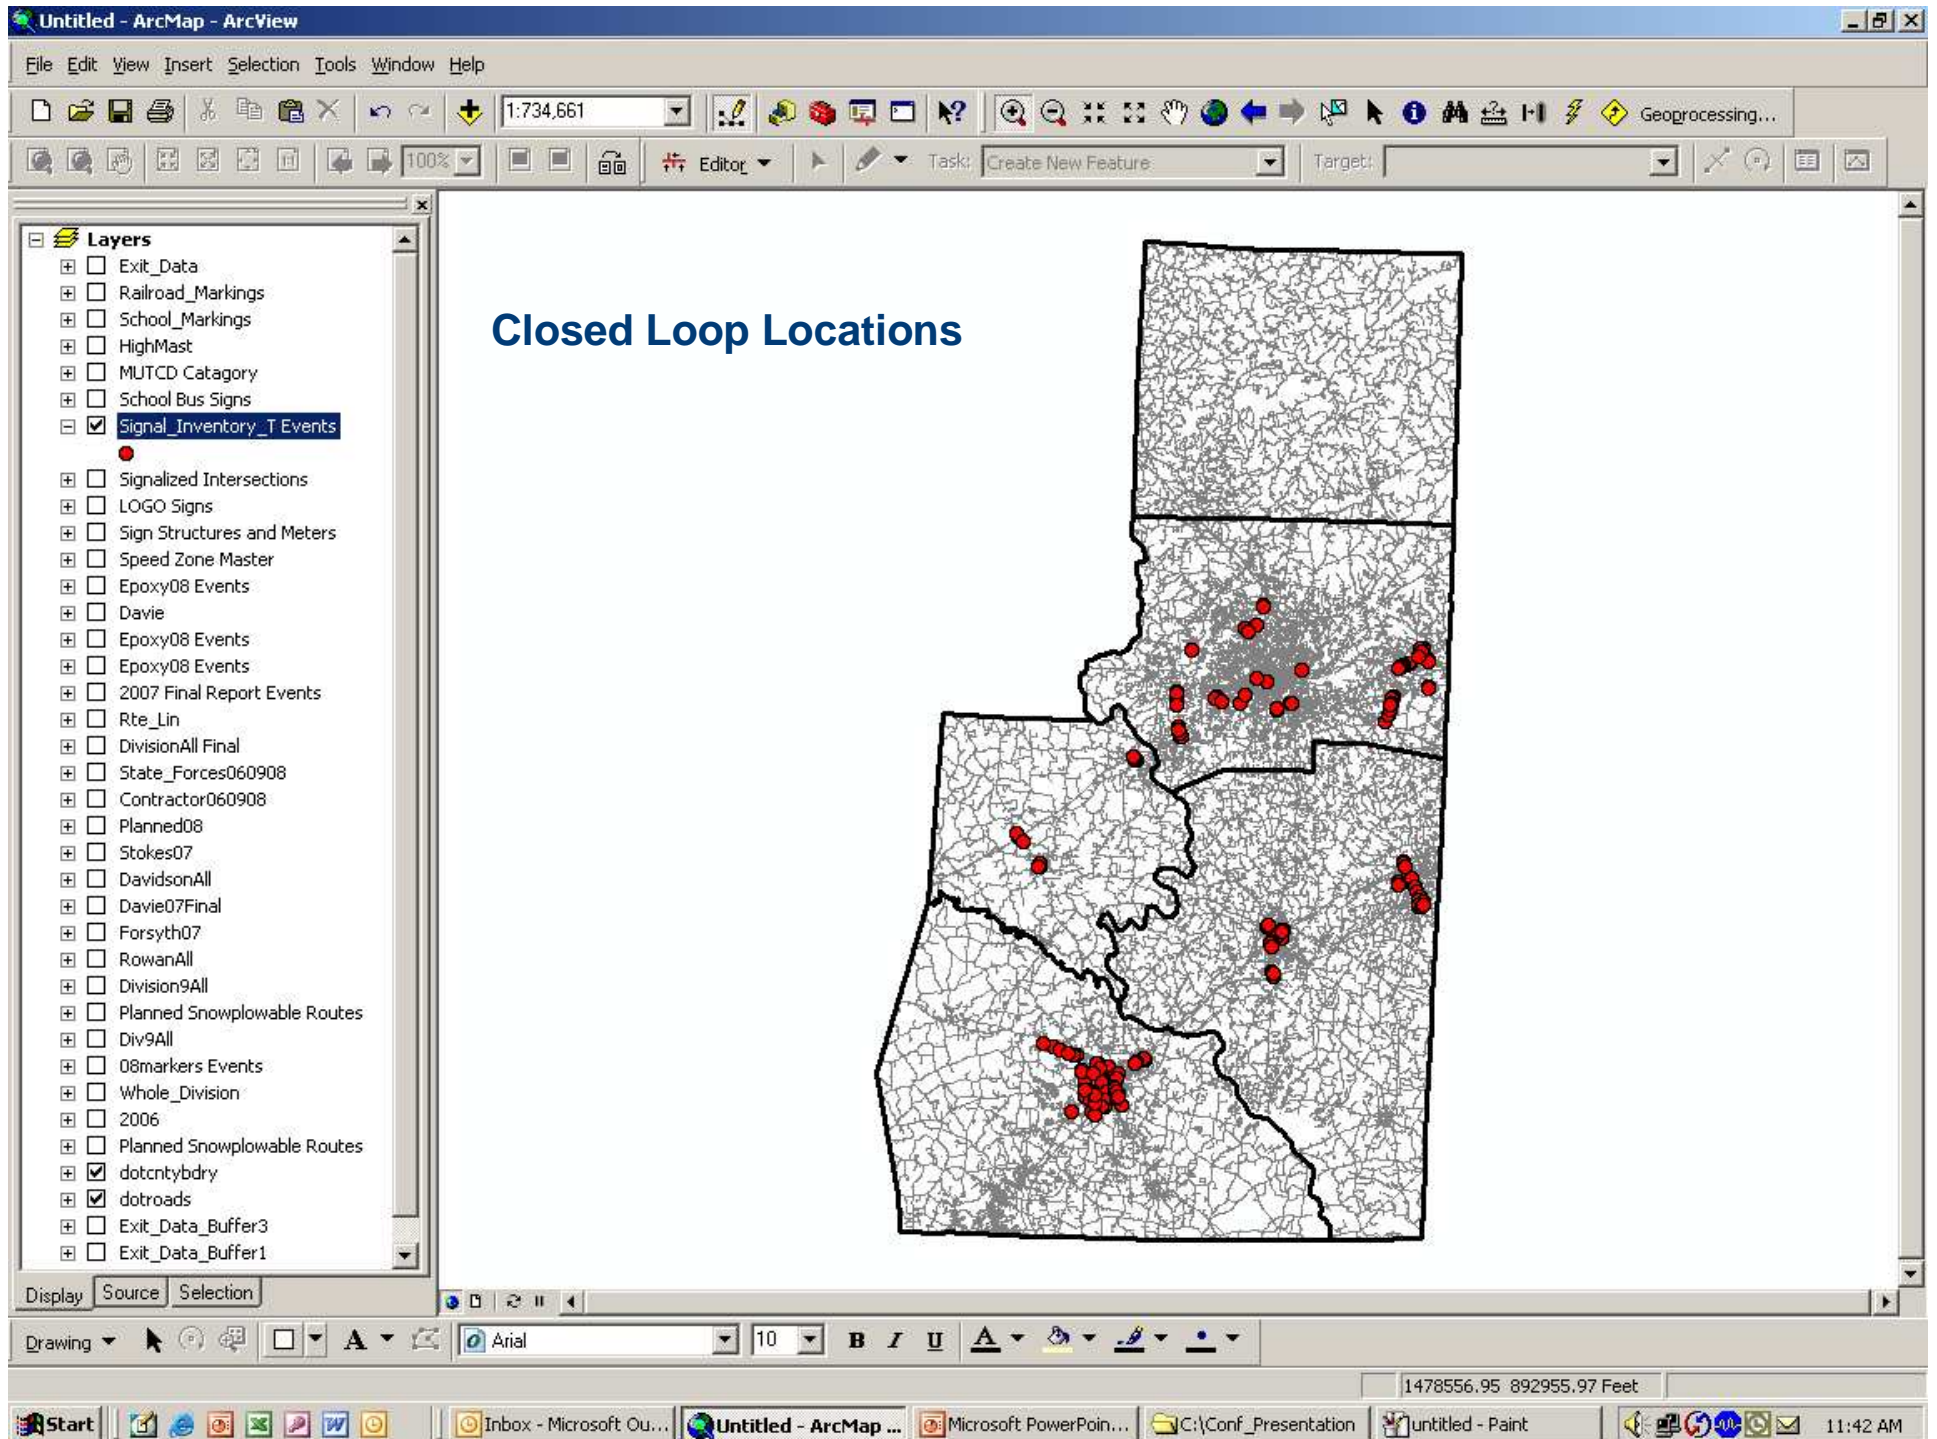 Untitled - ArcMap - ArcView
File Edit View Insert Selection Tools Window Help
1:734,661
Geoprocessing...
100%
Editor
Task: Create New Feature
Target:
Layers
Exit_Data
Railroad_Markings
School_Markings
HighMast
MUTCD Catagory
School Bus Signs
Signal_Inventory_T Events
Signalized Intersections
LOGO Signs
Sign Structures and Meters
Speed Zone Master
Epoxy08 Events
Davie
Epoxy08 Events
Epoxy08 Events
2007 Final Report Events
Rte_Lin
DivisionAll Final
State_Forces060908
Contractor060908
Planned08
Stokes07
DavidsonAll
Davie07Final
Forsyth07
RowanAll
Division9All
Planned Snowplowable Routes
Div9All
08markers Events
Whole_Division
2006
Planned Snowplowable Routes
dotcntybdry
dotroads
Exit_Data_Buffer3
Exit_Data_Buffer1
Display Source Selection
Closed Loop Locations
Drawing
A
Arial
10
B I U A
1478556.95 892955.97 Feet
Start
Inbox - Microsoft Ou...
Untitled - ArcMap ...
Microsoft PowerPoin...
C:\Conf_Presentation
untitled - Paint
11:42 AM